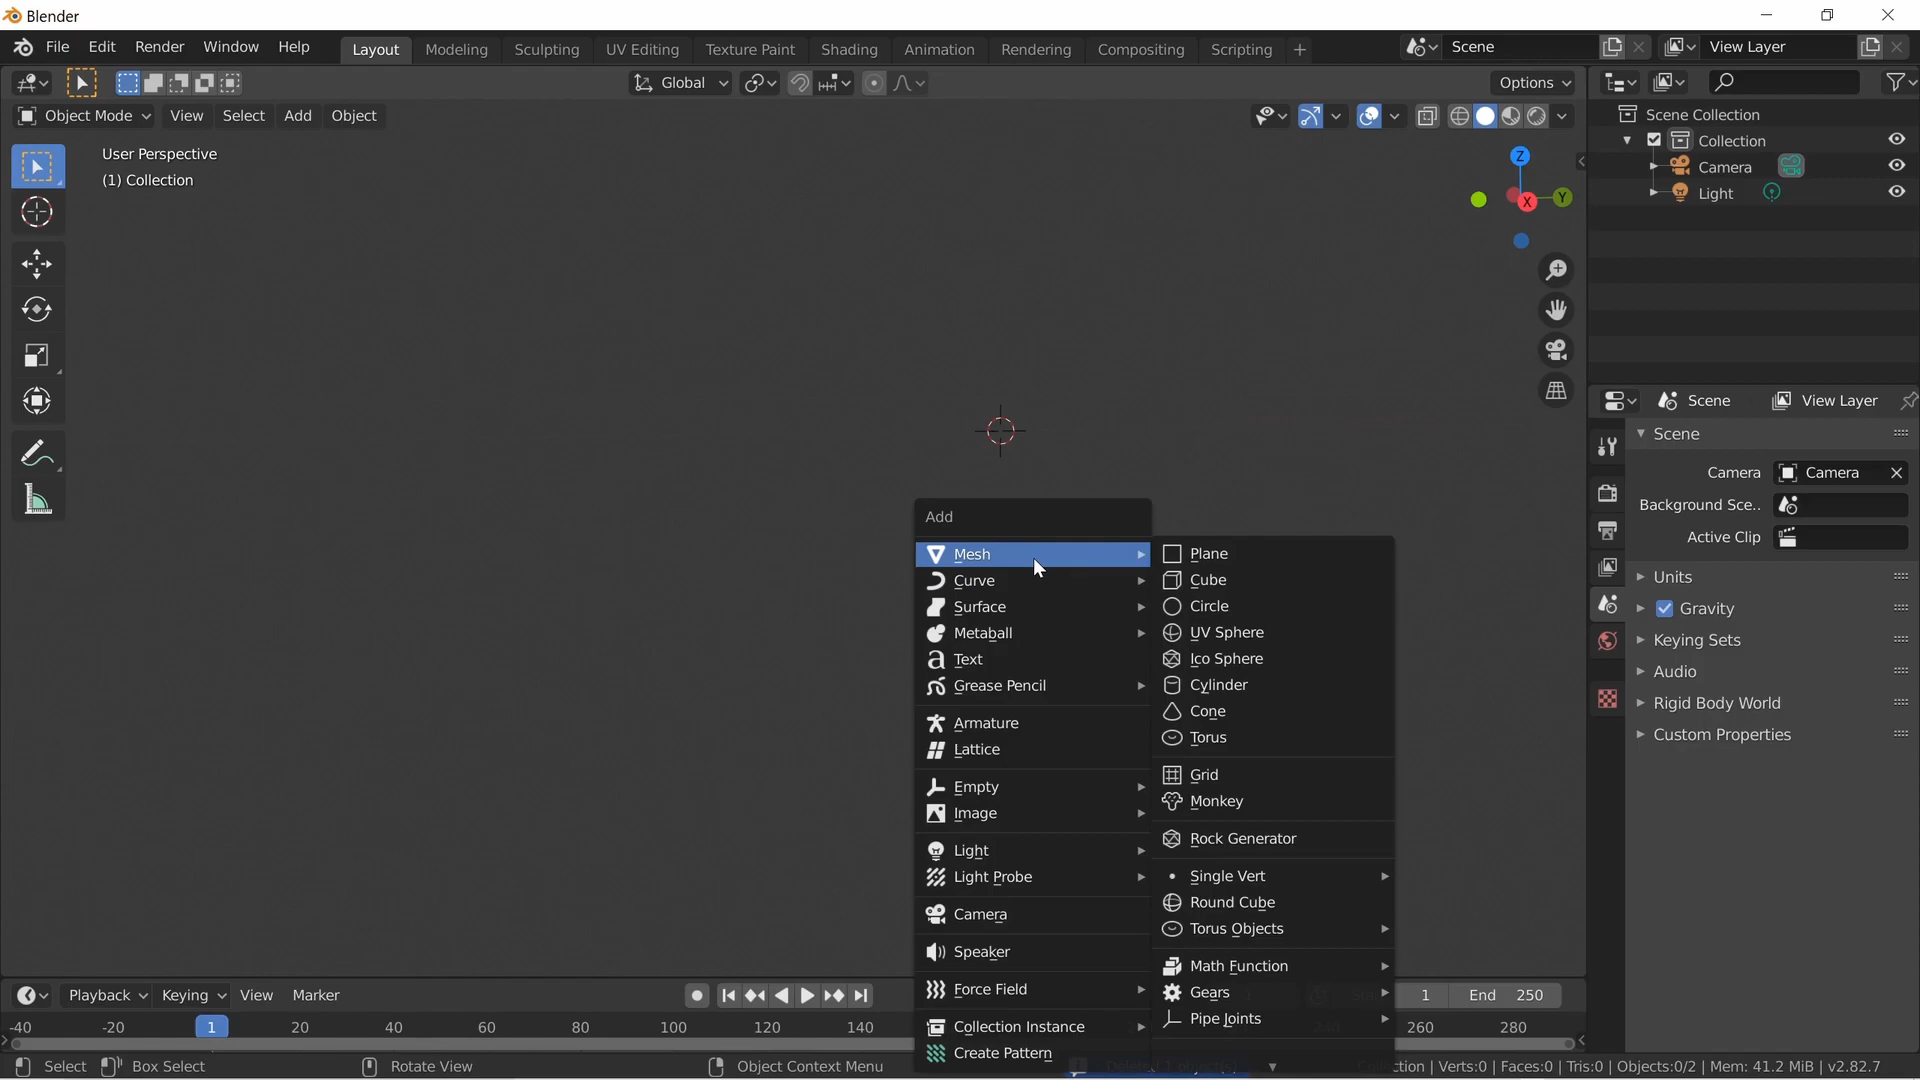 Blender
File Edit Render Window Help Layout Modeling Sculpting UV Editing Texture Paint Shading Animation Rendering Compositing Scripting + Scene View Layer
Global Options
Object Mode View Select Add Object
User Perspective
(1) Collection
Z
Y
X
Scene Collection
Collection
Camera
Light
Scene View Layer
Scene
Camera Camera
Background Sce..
Active Clip
Units
Gravity
Keying Sets
Audio
Rigid Body World
Custom Properties
Add
Mesh
Curve
Surface
Metaball
Text
Grease Pencil
Armature
Lattice
Empty
Image
Light
Light Probe
Camera
Speaker
Force Field
Collection Instance
Create Pattern
Plane
Cube
Circle
UV Sphere
Ico Sphere
Cylinder
Cone
Torus
Grid
Monkey
Rock Generator
Single Vert
Round Cube
Torus Objects
Math Function
Gears
Pipe Joints
Playback Keying View Marker
1 End 250
-40 -20 1 20 40 60 80 100 120 140 260 280
Select Box Select Rotate View Object Context Menu
ction | Verts:0 | Faces:0 | Tris:0 | Objects:0/2 | Mem: 41.2 MiB | v2.82.7